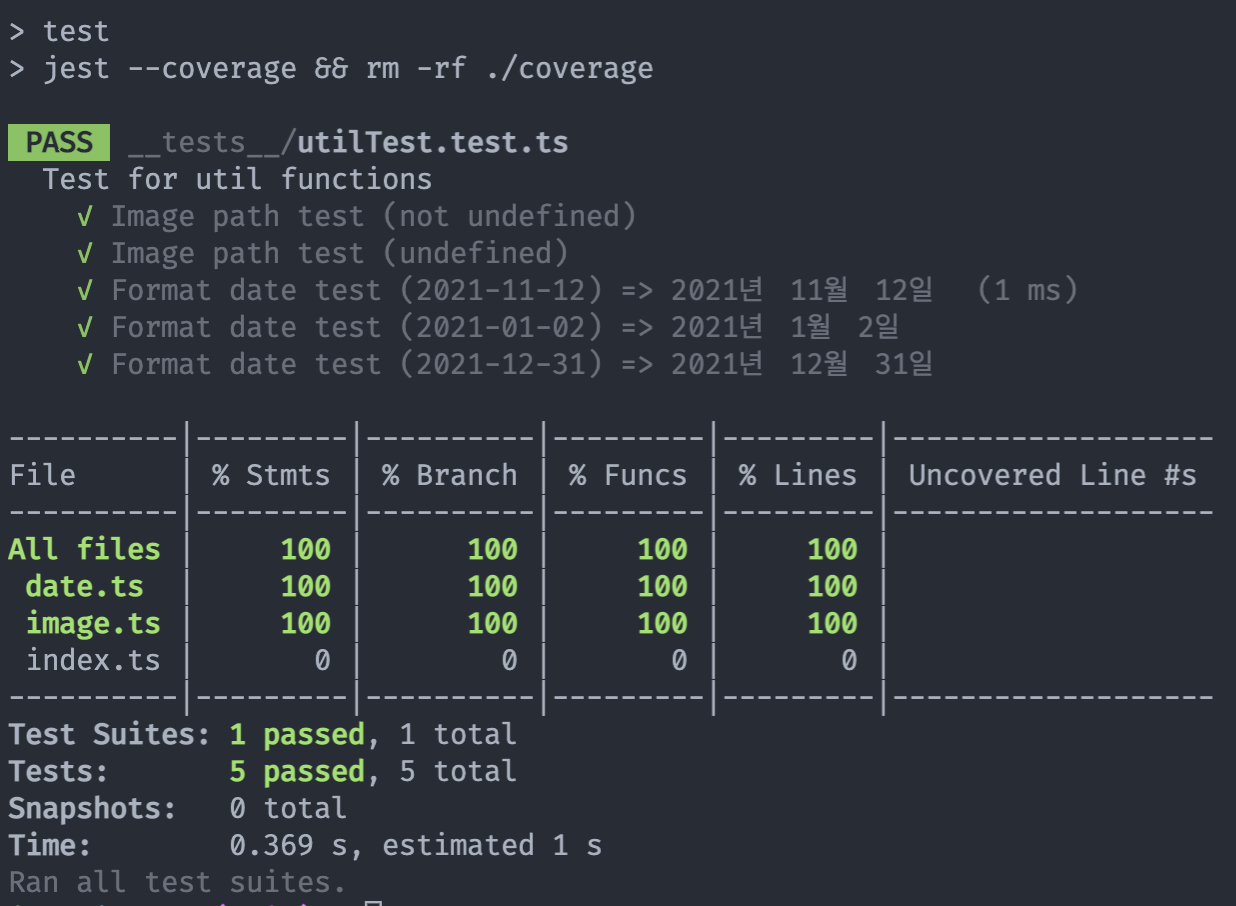 > test
> jest --coverage && rm -rf ./coverage
PASS __tests__/utilTest.test.ts
Test for util functions
√ Image path test (not undefined)
√ Image path test (undefined)
√ Format date test (2021-11-12) => 2021년 11월 12일 (1 ms)
√ Format date test (2021-01-02) => 2021년 1월 2일
√ Format date test (2021-12-31) => 2021년 12월 31일
----------|---------|----------|---------|---------|-------------------
File | % Stmts | % Branch | % Funcs | % Lines | Uncovered Line #s
----------|---------|----------|---------|---------|-------------------
All files | 100 | 100 | 100 | 100 |
date.ts | 100 | 100 | 100 | 100 |
image.ts | 100 | 100 | 100 | 100 |
index.ts | 0 | 0 | 0 | 0 |
----------|---------|----------|---------|---------|-------------------
Test Suites: 1 passed, 1 total
Tests: 5 passed, 5 total
Snapshots: 0 total
Time: 0.369 s, estimated 1 s
Ran all test suites.